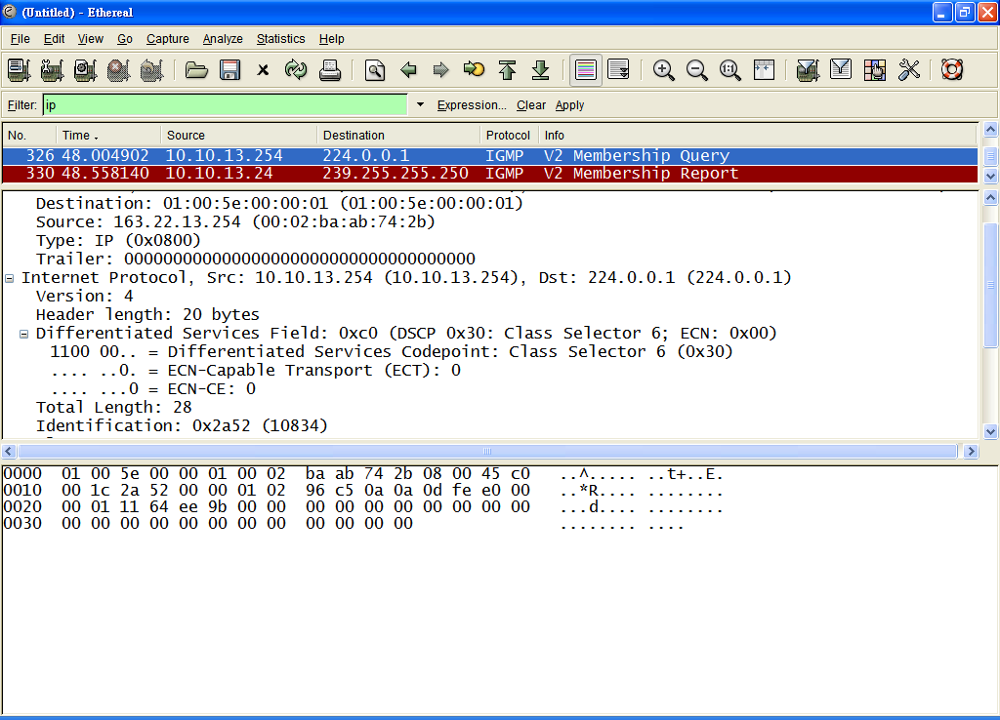 (Untitled) - Ethereal
File Edit View Go Capture Analyze Statistics Help
Filter: ip Expression... Clear Apply
No. Time . Source Destination Protocol Info
326 48.004902 10.10.13.254 224.0.0.1 IGMP V2 Membership Query
330 48.558140 10.10.13.24 239.255.255.250 IGMP V2 Membership Report
Destination: 01:00:5e:00:00:01 (01:00:5e:00:00:01)
Source: 163.22.13.254 (00:02:ba:ab:74:2b)
Type: IP (0x0800)
Trailer: 000000000000000000000000000000000000
Internet Protocol, Src: 10.10.13.254 (10.10.13.254), Dst: 224.0.0.1 (224.0.0.1)
Version: 4
Header length: 20 bytes
Differentiated Services Field: 0xc0 (DSCP 0x30: Class Selector 6; ECN: 0x00)
1100 00.. = Differentiated Services Codepoint: Class Selector 6 (0x30)
.... ..0. = ECN-Capable Transport (ECT): 0
.... ...0 = ECN-CE: 0
Total Length: 28
Identification: 0x2a52 (10834)
0000 01 00 5e 00 00 01 00 02 ba ab 74 2b 08 00 45 c0 ..^..... ..t+..E.
0010 00 1c 2a 52 00 00 01 02 96 c5 0a 0a 0d fe e0 00 ..*R.... ........
0020 00 01 11 64 ee 9b 00 00 00 00 00 00 00 00 00 00 ...d.... ........
0030 00 00 00 00 00 00 00 00 00 00 00 00 ........ ....